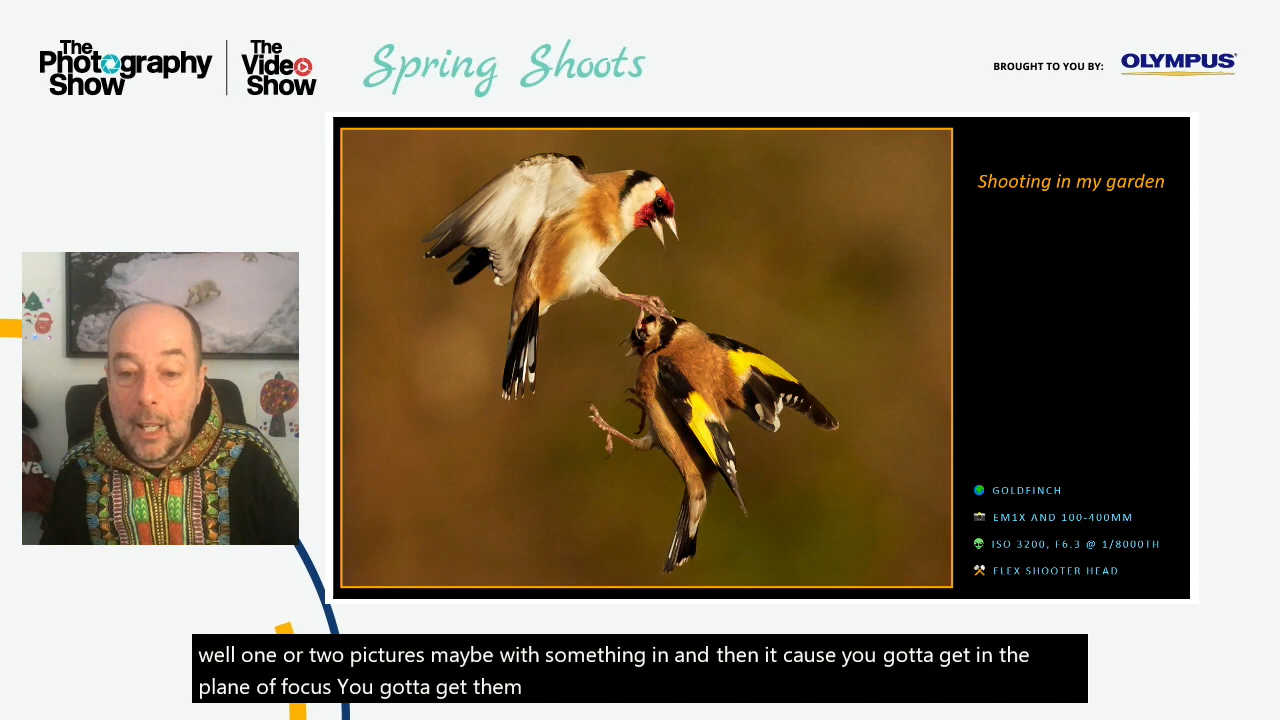 The
Photography
Show
The
Video
Show
Spring Shoots
BROUGHT TO YOU BY:
OLYMPUS®
Shooting in my garden
GOLDFINCH
EM1X AND 100-400MM
ISO 3200, F6.3 @ 1/8000TH
FLEX SHOOTER HEAD
well one or two pictures maybe with something in and then it cause you gotta get in the
plane of focus You gotta get them